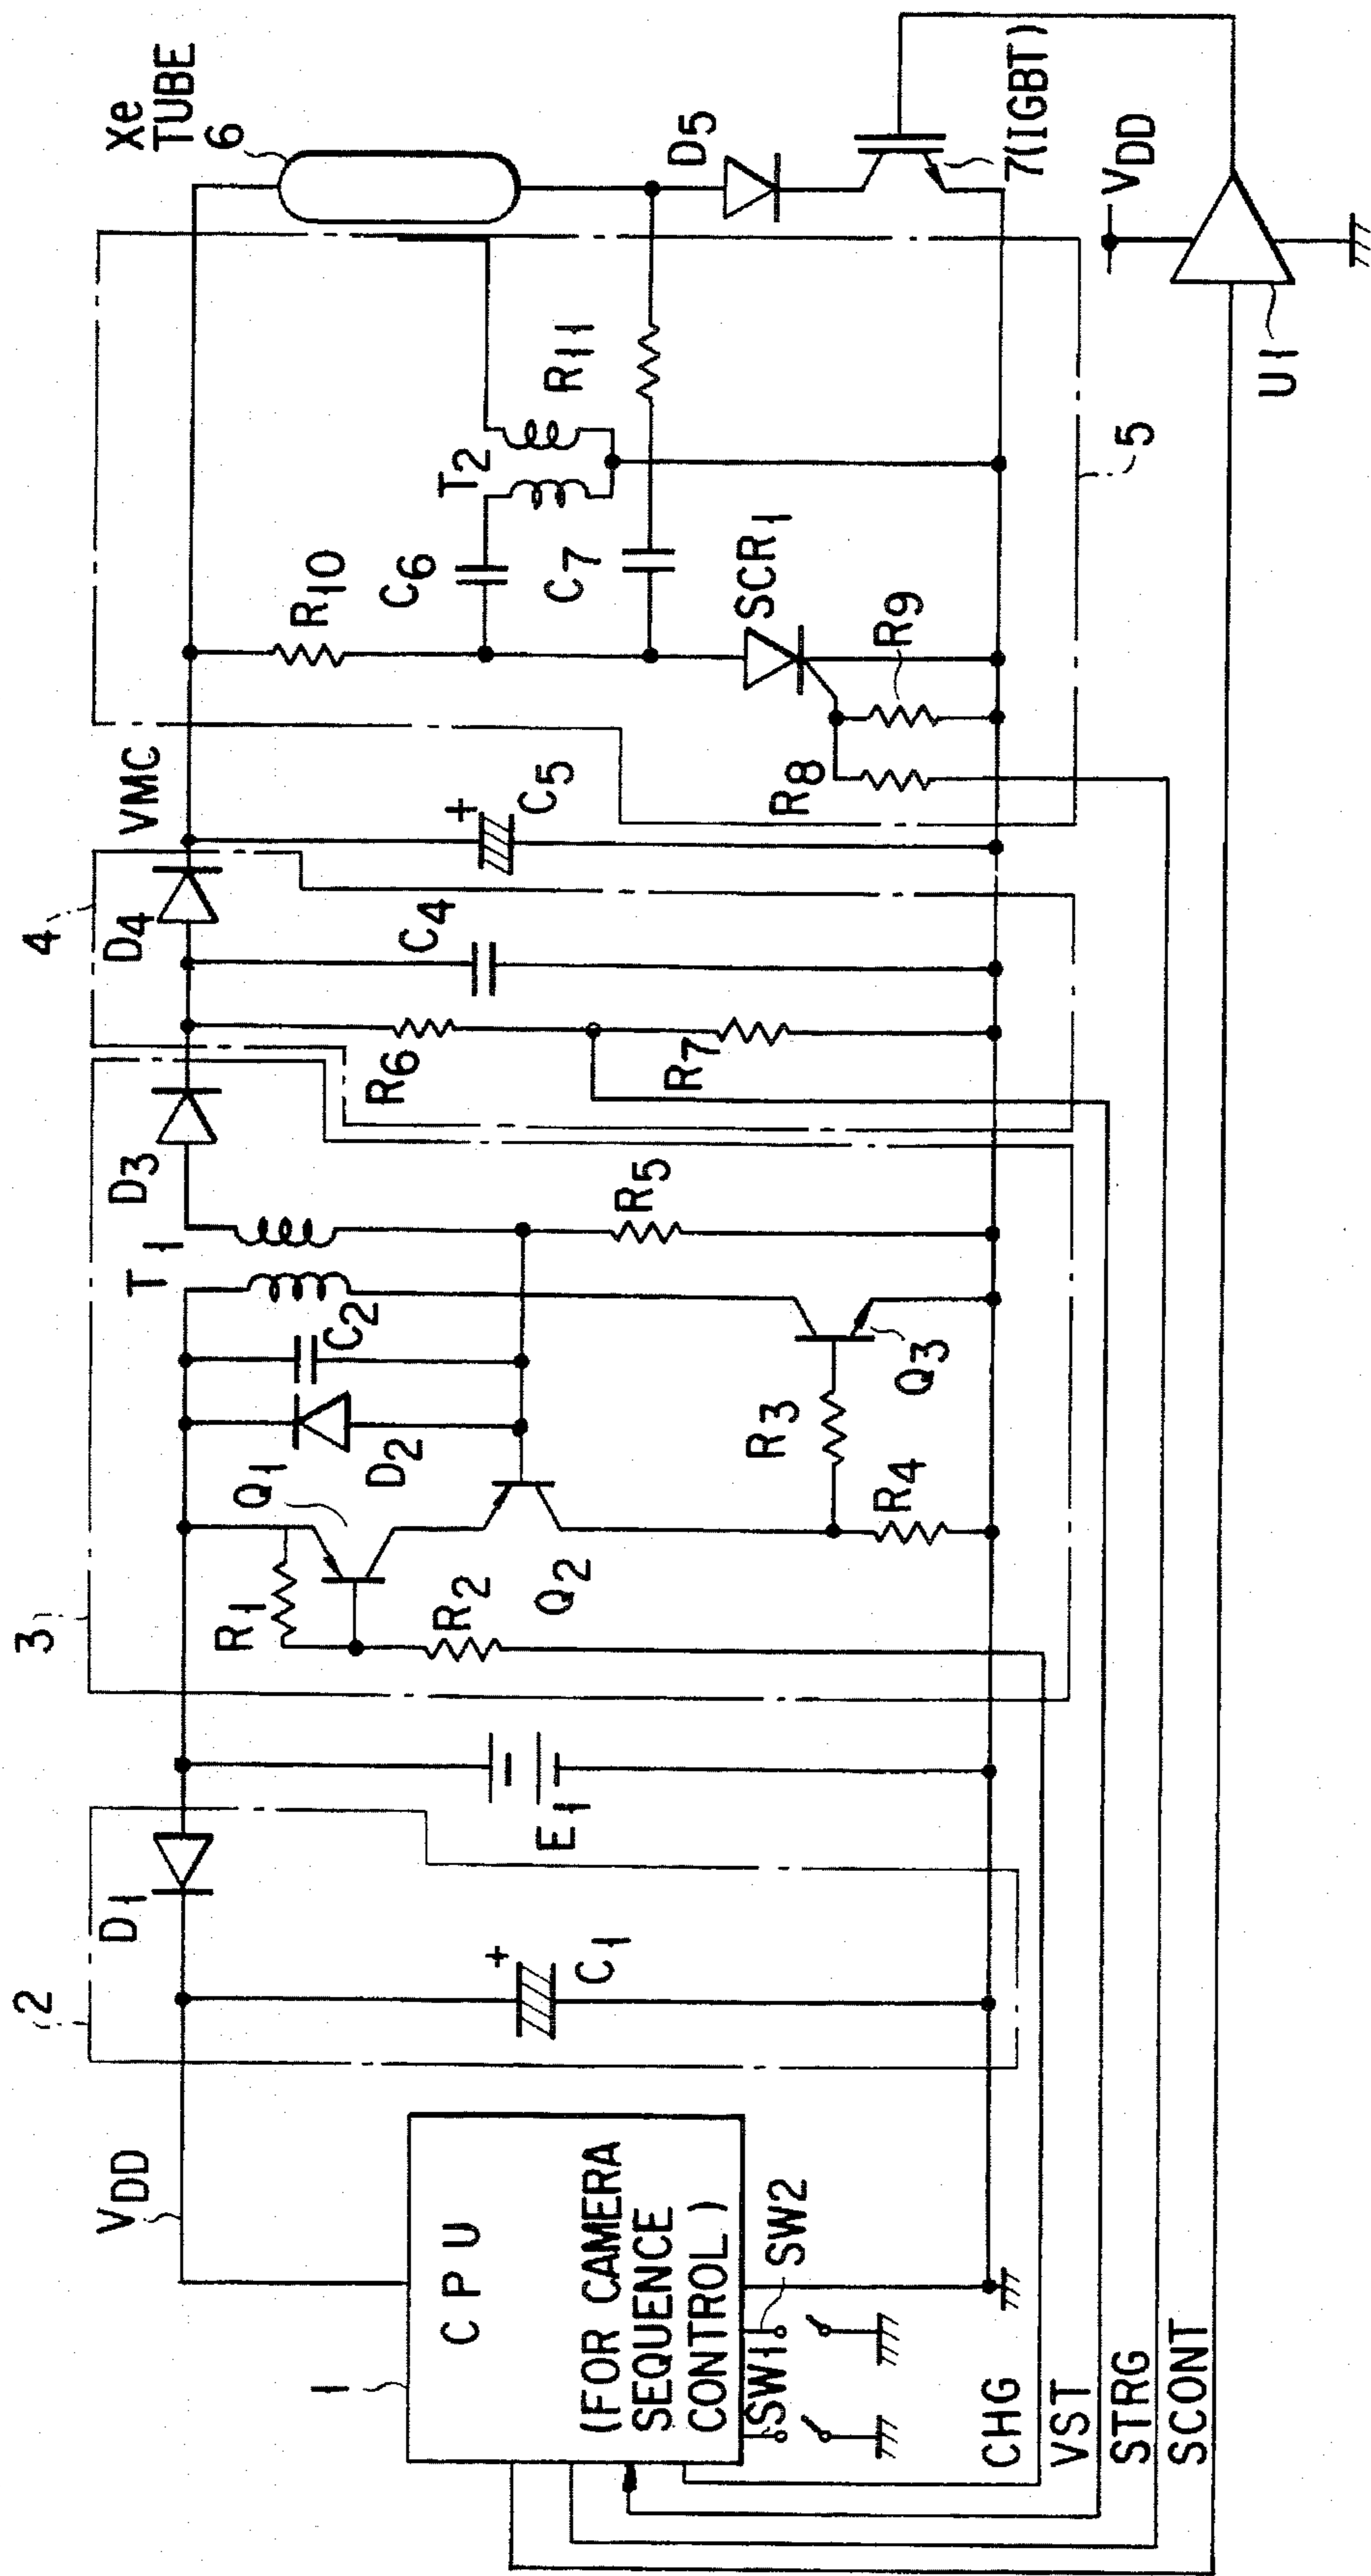 Xe
TUBE
6
VMC
4
D4
D3
3
T1
D1
2
VDD
R10
C6
T2
R11
C7
SCR1
R9
R8
C5
C4
R6
R7
R5
C2
D2
Q1
R1
R2
Q2
R3
Q3
R4
E1
+
+
C1
D5
7(IGBT)
VDD
5
U1
1
CPU
(FOR CAMERA
SEQUENCE
CONTROL)
SW1
SW2
CHG
VST
STRG
SCONT